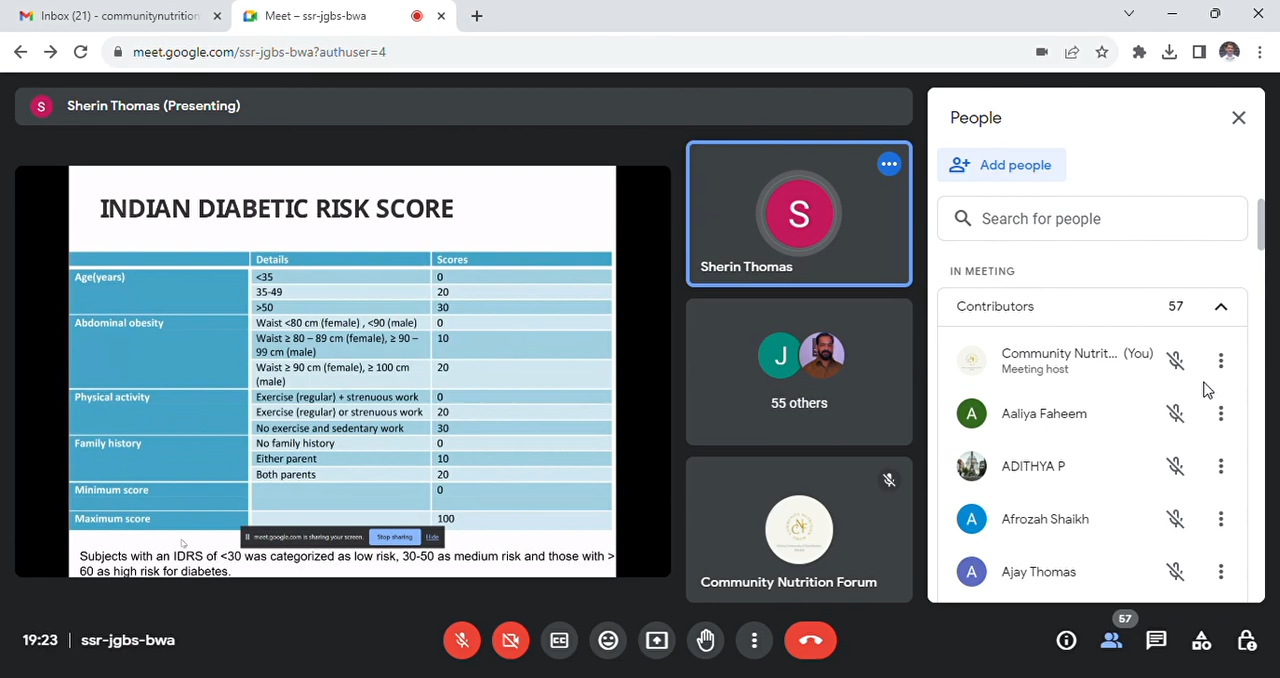 Inbox (21) - communitynutrition
Meet – ssr-jgbs-bwa
meet.google.com/ssr-jgbs-bwa?authuser=4
S
Sherin Thomas (Presenting)
INDIAN DIABETIC RISK SCORE
Details Scores
Age(years) <35 0
35-49 20
>50 30
Abdominal obesity Waist <80 cm (female) , <90 (male) 0
Waist ≥ 80 – 89 cm (female), ≥ 90 – 10
99 cm (male)
Waist ≥ 90 cm (female), ≥ 100 cm 20
(male)
Physical activity Exercise (regular) + strenuous work 0
Exercise (regular) or strenuous work 20
No exercise and sedentary work 30
Family history No family history 0
Either parent 10
Both parents 20
Minimum score 0
Maximum score 100
meet.google.com is sharing your screen. Stop sharing Hide
Subjects with an IDRS of <30 was categorized as low risk, 30-50 as medium risk and those with >
60 as high risk for diabetes.
S
Sherin Thomas
J
55 others
Community Nutrition Forum
People
Add people
Search for people
IN MEETING
Contributors 57
Community Nutrit... (You)
Meeting host
A Aaliya Faheem
ADITHYA P
A Afrozah Shaikh
A Ajay Thomas
19:23 | ssr-jgbs-bwa
57